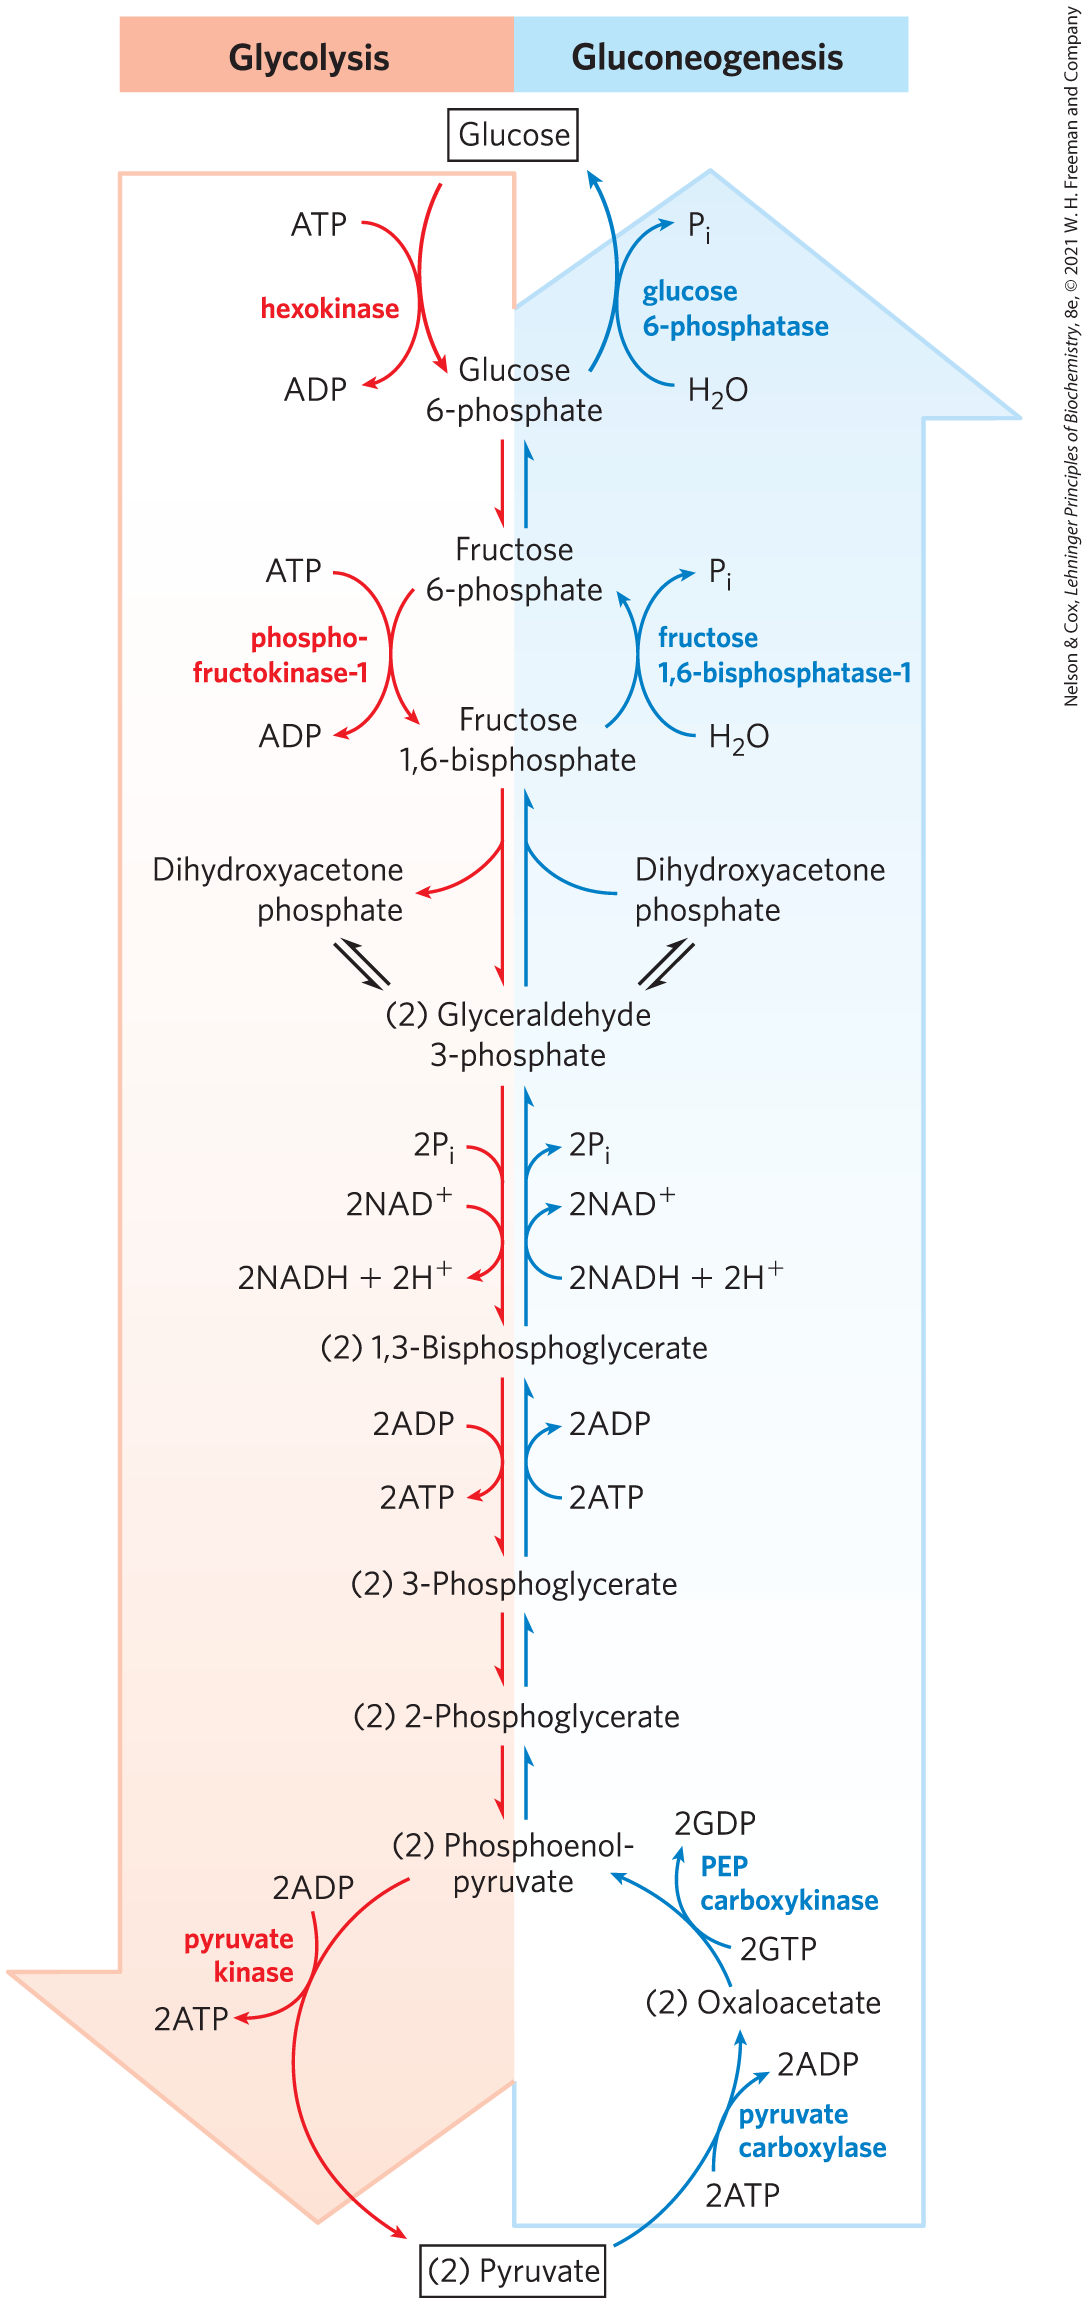 Glycolysis
Gluconeogenesis
Glucose
ATP
hexokinase
ADP
P_i
glucose
6-phosphatase
H₂O
Glucose
6-phosphate
Fructose
6-phosphate
ATP
phospho-
fructokinase-1
ADP
P_i
fructose
1,6-bisphosphatase-1
H₂O
Fructose
1,6-bisphosphate
Dihydroxyacetone
phosphate
Dihydroxyacetone
phosphate
(2) Glyceraldehyde
3-phosphate
2P_i
2P_i
2NAD⁺
2NAD⁺
2NADH + 2H⁺
2NADH + 2H⁺
(2) 1,3-Bisphosphoglycerate
2ADP
2ADP
2ATP
2ATP
(2) 3-Phosphoglycerate
(2) 2-Phosphoglycerate
(2) Phosphoenol-
pyruvate
2ADP
pyruvate
kinase
2ATP
2GDP
PEP
carboxykinase
2GTP
(2) Oxaloacetate
2ADP
pyruvate
carboxylase
2ATP
(2) Pyruvate
Nelson & Cox, Lehninger Principles of Biochemistry, 8e, © 2021 W. H. Freeman and Company